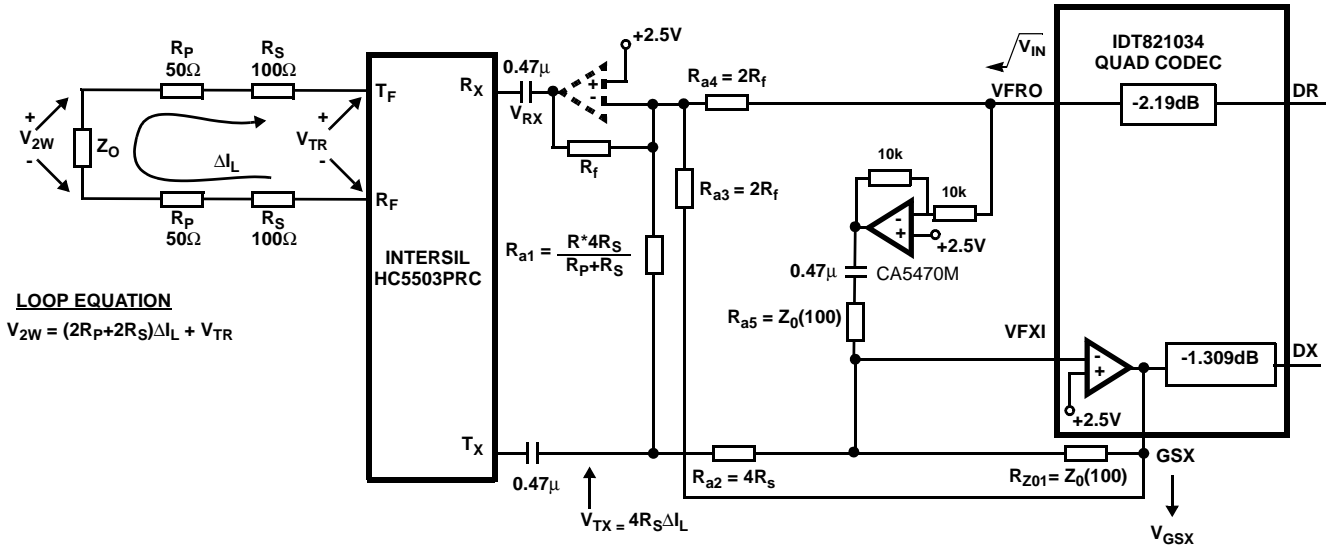 R_P
50Ω
R_S
100Ω
+
V_2W
-
Z_O
ΔI_L
+
V_TR
-
T_F
R_F
R_P
50Ω
R_S
100Ω
LOOP EQUATION
V_2W = (2R_P+2R_S)ΔI_L + V_TR
R_X
INTERSIL
HC5503PRC
T_X
0.47μ
V_RX
+2.5V
+
-
R_f
R_a4 = 2R_f
R_a3 = 2R_f
R_a1 = R*4R_S
R_P+R_S
0.47μ
V_TX = 4R_SΔI_L
R_a2 = 4R_s
10k
10k
-
+
+2.5V
CA5470M
0.47μ
R_a5 = Z_0(100)
V_IN
VFRO
IDT821034
QUAD CODEC
-2.19dB
DR
VFXI
-
+
+2.5V
-1.309dB
DX
R_Z01= Z_0(100)
GSX
V_GSX